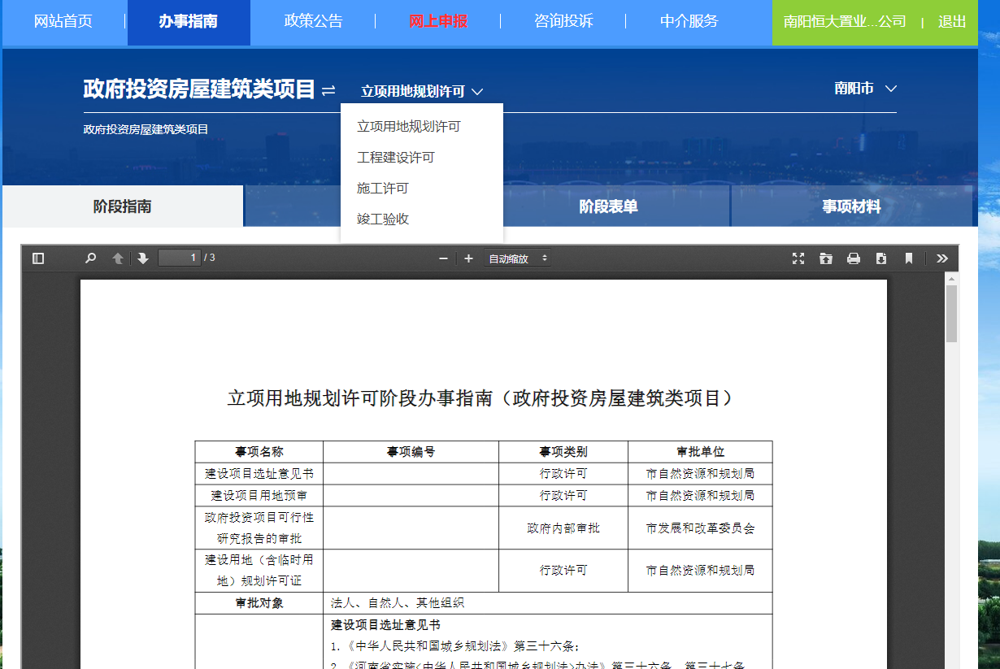 网站首页
办事指南
政策公告
网上申报
咨询投诉
中介服务
南阳恒大置业...公司 | 退出
政府投资房屋建筑类项目
立项用地规划许可
南阳市
政府投资房屋建筑类项目
立项用地规划许可
工程建设许可
施工许可
竣工验收
阶段指南
阶段表单
事项材料
1 / 3
自动缩放
立项用地规划许可阶段办事指南（政府投资房屋建筑类项目）
事项名称 事项编号 事项类别 审批单位
建设项目选址意见书 行政许可 市自然资源和规划局
建设项目用地预审 行政许可 市自然资源和规划局
政府投资项目可行性
研究报告的审批 政府内部审批 市发展和改革委员会
建设用地（含临时用
地）规划许可证 行政许可 市自然资源和规划局
审批对象 法人、自然人、其他组织
建设项目选址意见书
1.《中华人民共和国城乡规划法》第三十六条;
2.《河南省实施<中华人民共和国城乡规划法>办法》第三十六条、第三十七条